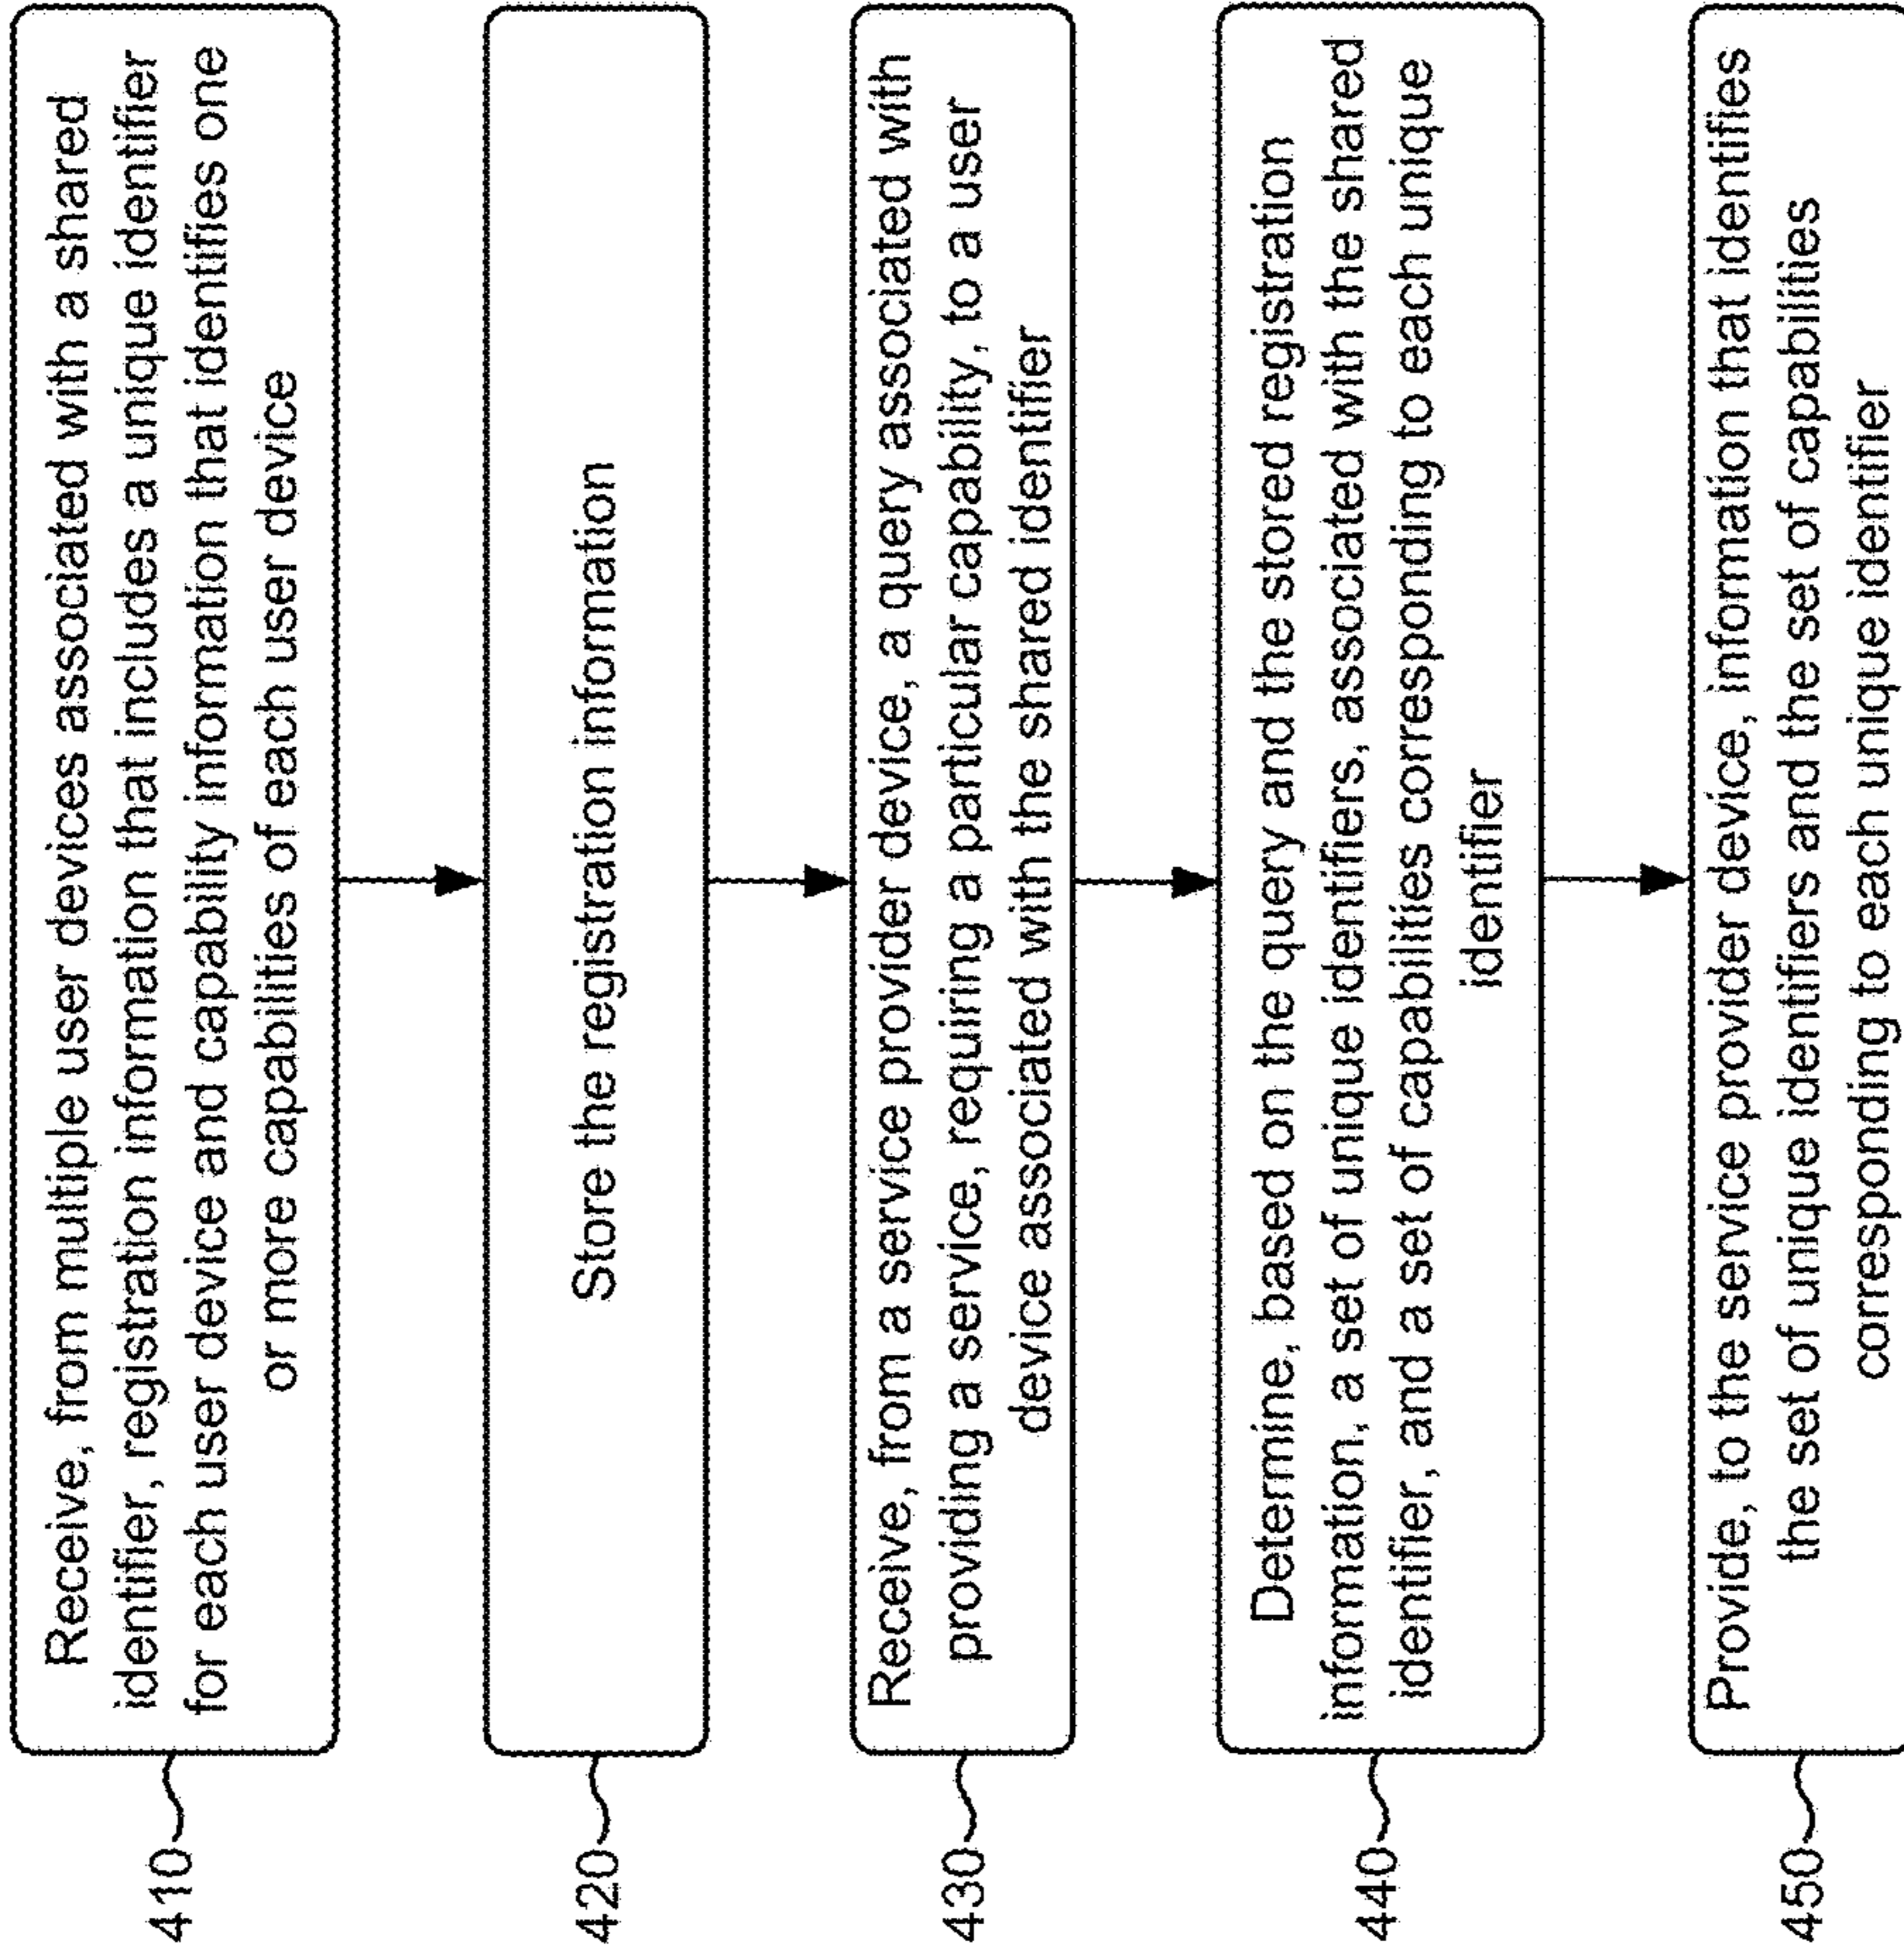 410
Receive, from multiple user devices associated with a shared
identifier, registration information that includes a unique identifier
for each user device and capability information that identifies one
or more capabilities of each user device
420
Store the registration information
430
Receive, from a service provider device, a query associated with
providing a service, requiring a particular capability, to a user
device associated with the shared identifier
440
Determine, based on the query and the stored registration
information, a set of unique identifiers, associated with the shared
identifier, and a set of capabilities corresponding to each unique
identifier
450
Provide, to the service provider device, information that identifies
the set of unique identifiers and the set of capabilities
corresponding to each unique identifier